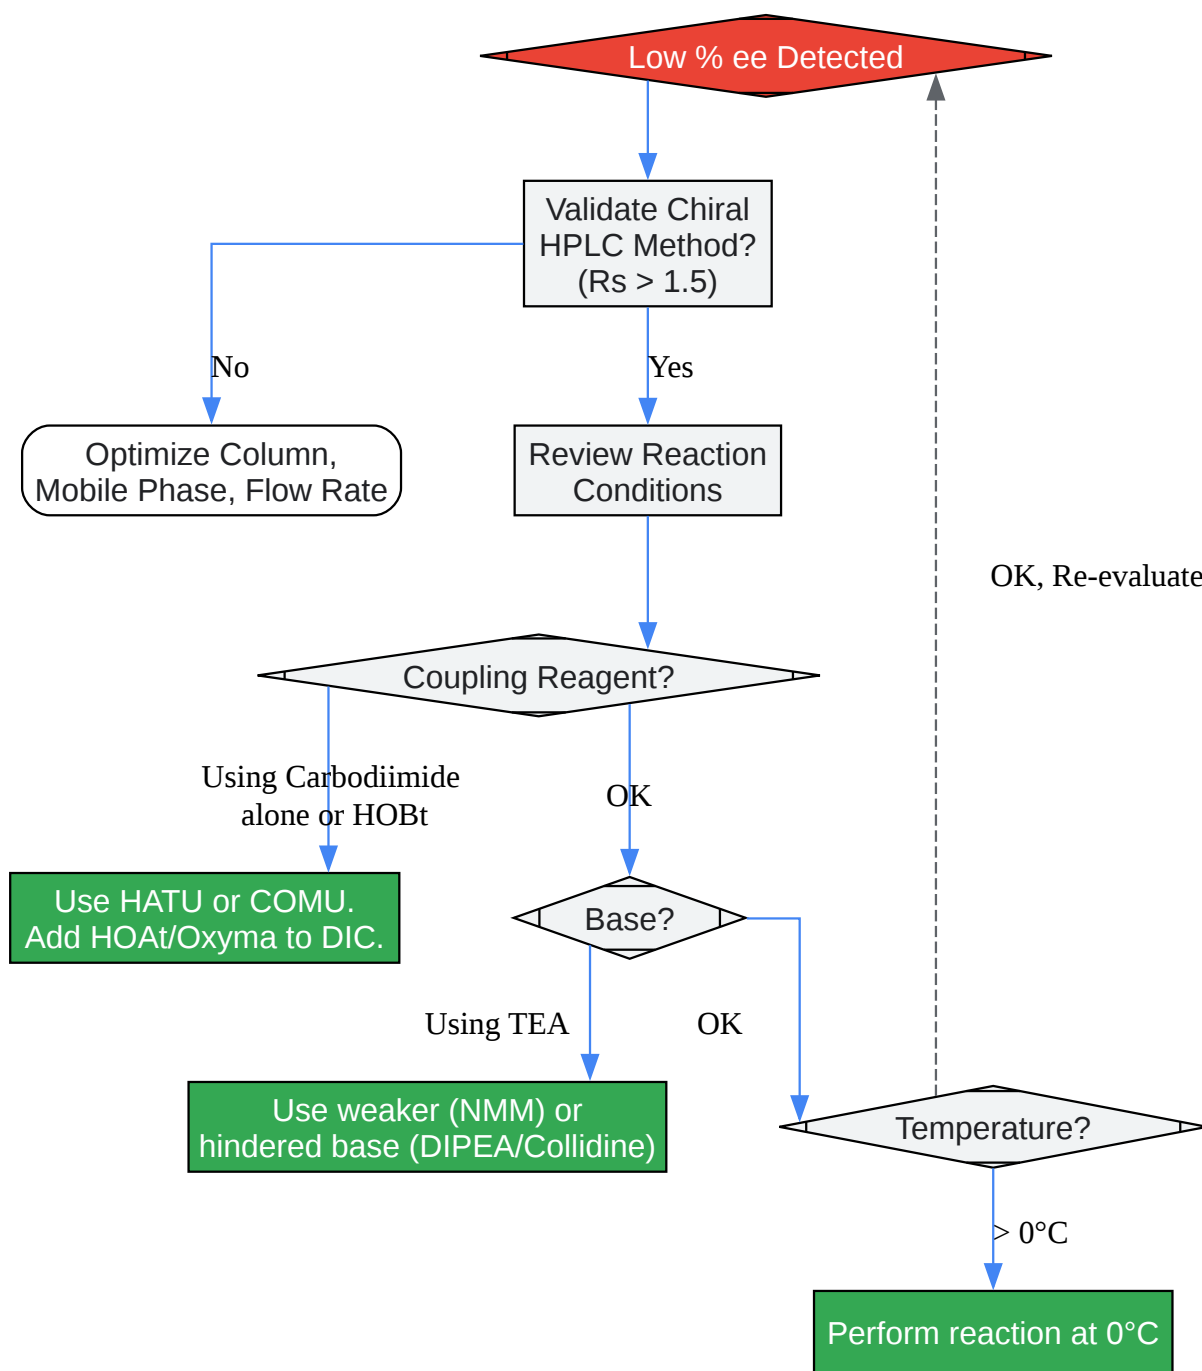 Low % ee Detected
Validate Chiral
HPLC Method?
(Rs > 1.5)
No
Yes
Optimize Column,
Mobile Phase, Flow Rate
Review Reaction
Conditions
OK, Re-evaluate
Coupling Reagent?
Using Carbodiimide
alone or HOBt
OK
Use HATU or COMU.
Add HOAt/Oxyma to DIC.
Base?
Using TEA
OK
Use weaker (NMM) or
hindered base (DIPEA/Collidine)
Temperature?
> 0°C
Perform reaction at 0°C